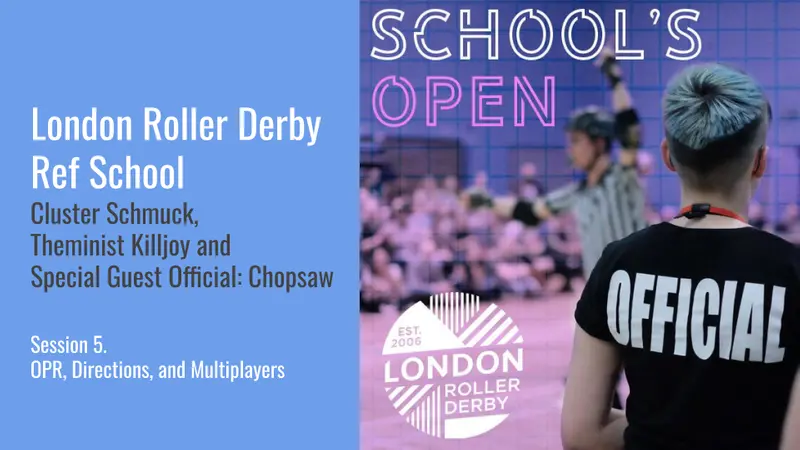 London Roller Derby
Ref School
Cluster Schmuck,
Theminist Killjoy and
Special Guest Official: Chopsaw
Session 5.
OPR, Directions, and Multiplayers
SCHOOL'S
OPEN
OFFICIAL
EST.
2006
LONDON
ROLLER
DERBY